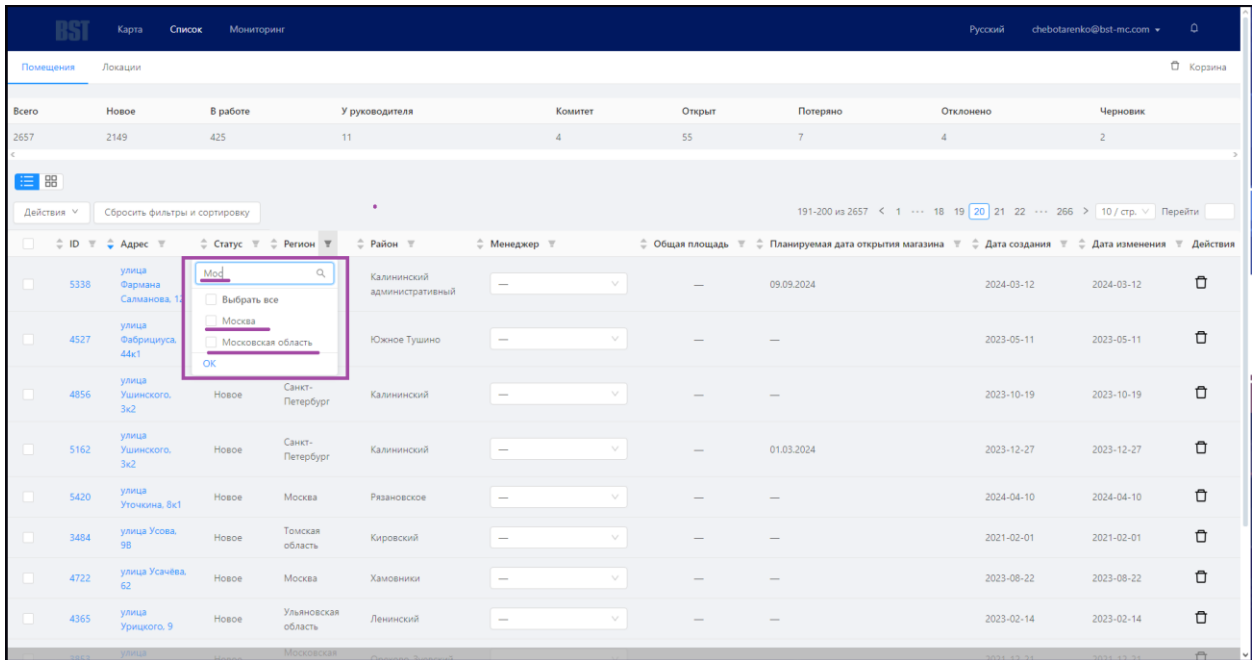 BST Карта Список Мониторинг Русский chebotarenko@bst-mc.com
Помещения Локации Корзина
Всего Новое В работе У руководителя Комитет Открыт Потеряно Отклонено Черновик
2657 2149 425 11 4 55 7 4 2
Действия Сбросить фильтры и сортировку 191-200 из 2657 < 1 ··· 18 19 20 21 22 ··· 266 > 10 / стр. Перейти
ID Адрес Статус Регион Район Менеджер Общая площадь Планируемая дата открытия магазина Дата создания Дата изменения Действия
Мос
Выбрать все
Москва
Московская область
ОК
улица
Фармана
Салманова, 12
5338 Калининский
административный
— — 09.09.2024 2024-03-12 2024-03-12
улица
Фабрициуса,
44к1
4527 Южное Тушино — — — 2023-05-11 2023-05-11
улица
Ушинского,
3к2
4856 Новое Санкт-
Петербург
Калининский — — — 2023-10-19 2023-10-19
улица
Ушинского,
3к2
5162 Новое Санкт-
Петербург
Калининский — — 01.03.2024 2023-12-27 2023-12-27
улица
Уточкина, 8к1
5420 Новое Москва Рязановское — — — 2024-04-10 2024-04-10
улица Усова,
9В
3484 Новое Томская
область
Кировский — — — 2021-02-01 2021-02-01
улица Усачёва,
62
4722 Новое Москва Хамовники — — — 2023-08-22 2023-08-22
улица
Урицкого, 9
4365 Новое Ульяновская
область
Ленинский — — — 2023-02-14 2023-02-14
улица
Московская